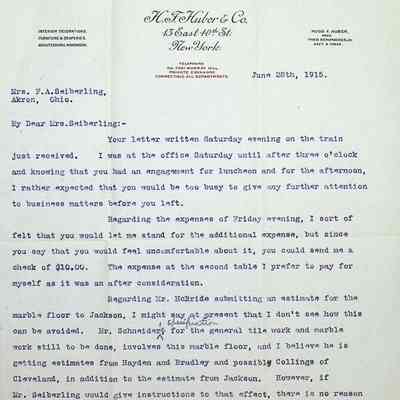 INTERIOR DECORATIONS.
FURNITURE & DRAPERIES.
ARCHITECTURAL WOODWORK.
H. F. Huber & Co.
13 East 40th St.
New York.
HUGO F. HUBER,
PRES.
TELEPHONE
PRIVATE EXCHANGE
CONNECTING ALL DEPARTMENTS.
June 28th, 1915.
Mrs. F.A.Seiberling,
Akron, Ohio.
My Dear Mrs.Seiberling:-
Your letter written Saturday evening on the train
just received. I was at the office Saturday until after three o'clock
and knowing that you had an engagement for luncheon and for the afternoon,
I rather expected that you would be too busy to give any further attention
to business matters before you left.
Regarding the expenses of Friday evening, I sort of
felt that you would let me stand for the additional expense, but since
you say that you would feel uncomfortable about it, you could send me a
check of $10.00. The expense at the second table I prefer to pay for
myself as it was an after consideration.
Regarding Mr. McBride submitting an estimate for the
marble floor to Jackson, I might say at present that I don't see how this
can be avoided. Mr. Schneiders specification for the general tile work and marble
work still to be done, involves this marble floor, and I believe he is
getting estimates from Hayden and Bradley and possibly Collings of
Cleveland, in addition to the estimate from Jackson. However, if
Mr. Seiberling would give instructions to that effect, there is no reason